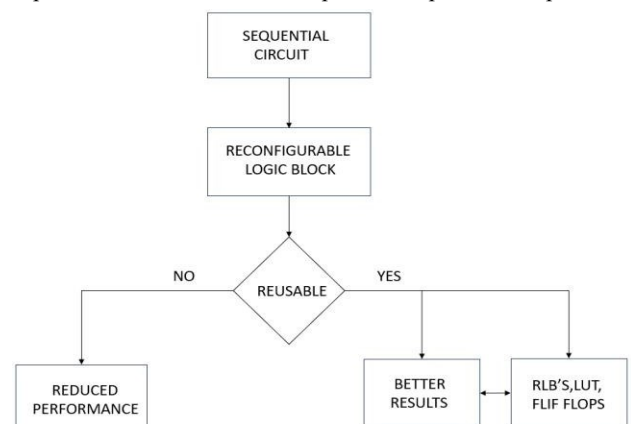 SEQUENTIAL
CIRCUIT
RECONFIGURABLE
LOGIC BLOCK
NO
REUSABLE
YES
REDUCED
PERFORMANCE
BETTER
RESULTS
RLB'S,LUT,
FLIF FLOPS